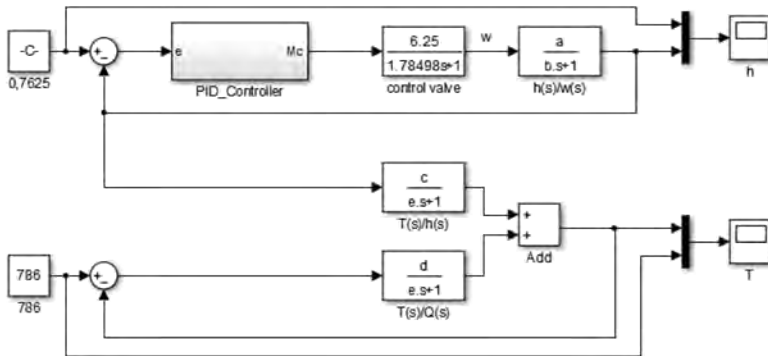 -C-
0,7625
+
-
e
Mc
PID_Controller
6.25
1.78498s+1
control valve
w
a
b.s+1
h(s)/w(s)
h
c
e.s+1
T(s)/h(s)
786
786
+
-
d
e.s+1
T(s)/Q(s)
+
+
Add
T